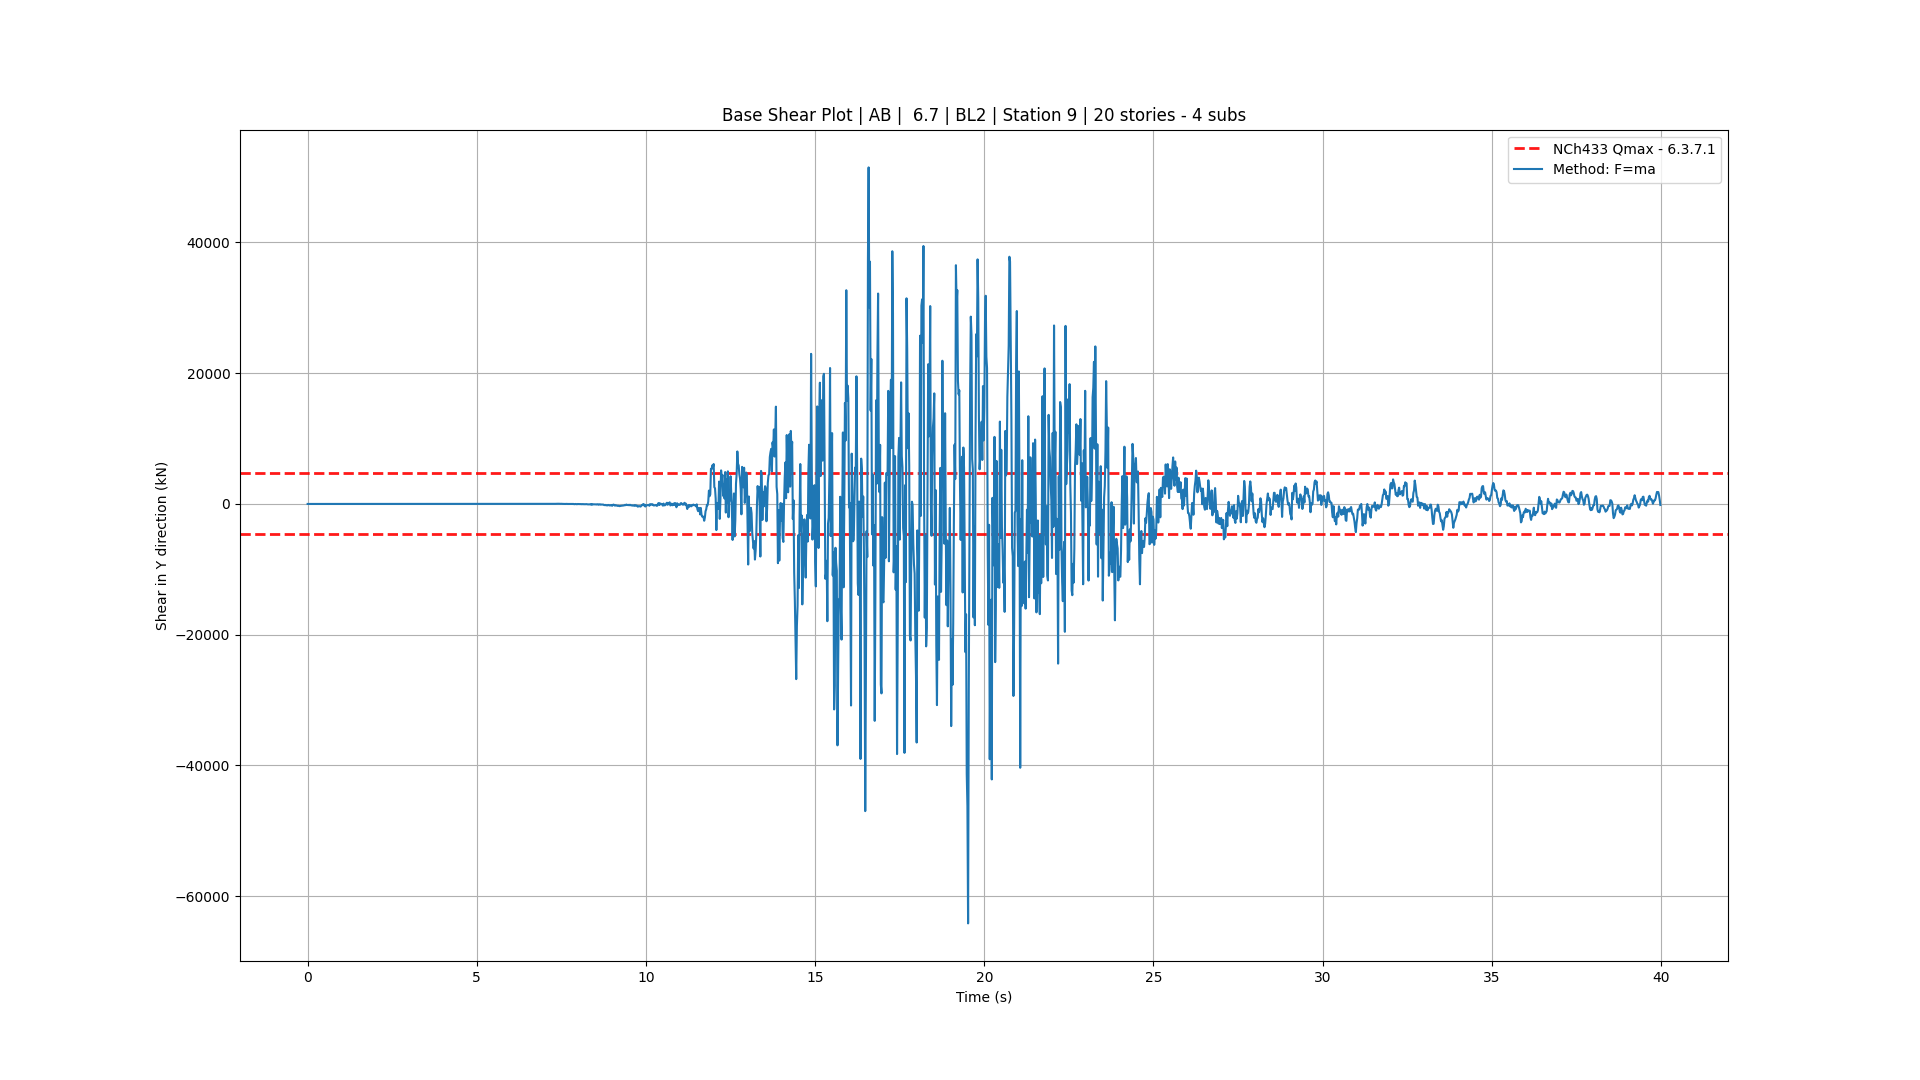 Base Shear Plot | AB |  6.7 | BL2 | Station 9 | 20 stories - 4 subs
NCh433 Qmax - 6.3.7.1
Method: F=ma
Shear in Y direction (kN)
40000
20000
0
−20000
−40000
−60000
0 5 10 15 20 25 30 35 40
Time (s)